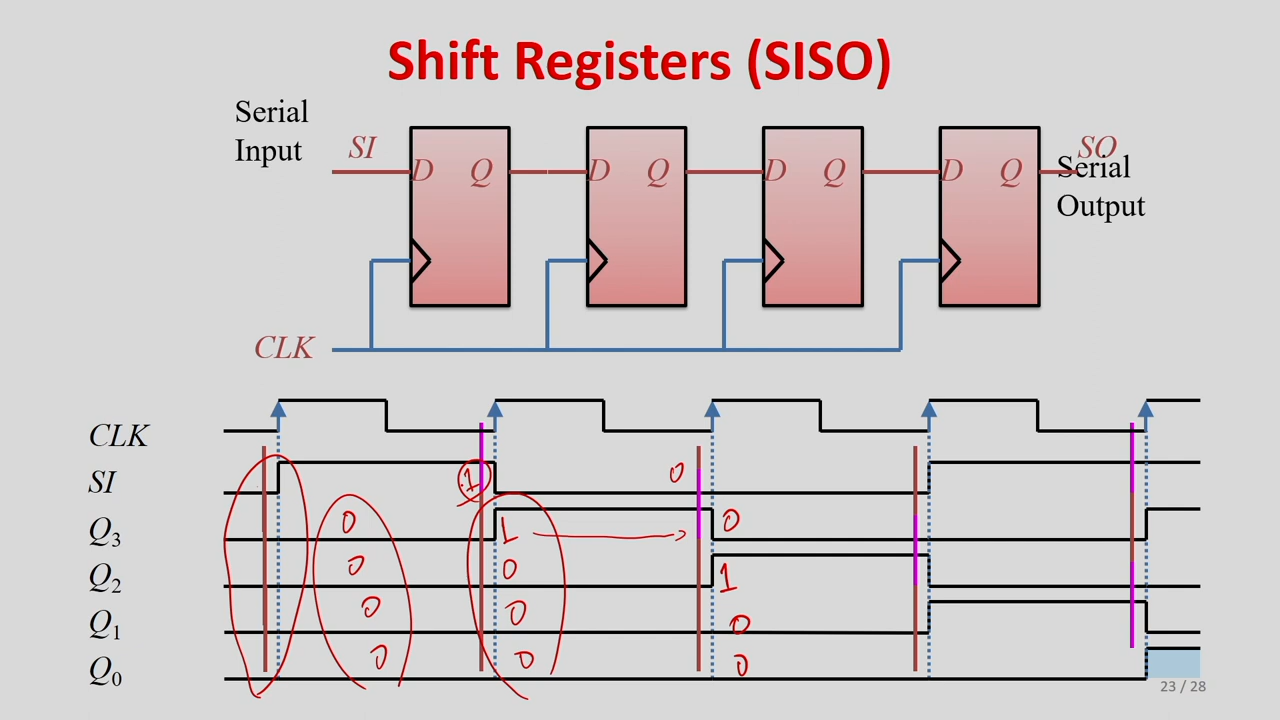 Shift Registers (SISO)
Serial
Input
SI
D Q
D Q
D Q
D Q
SO
Serial
Output
CLK
CLK
SI
1
0
Q3
0
1
0
Q2
0
0
1
Q1
0
0
0
Q0
0
0
0
23 / 28